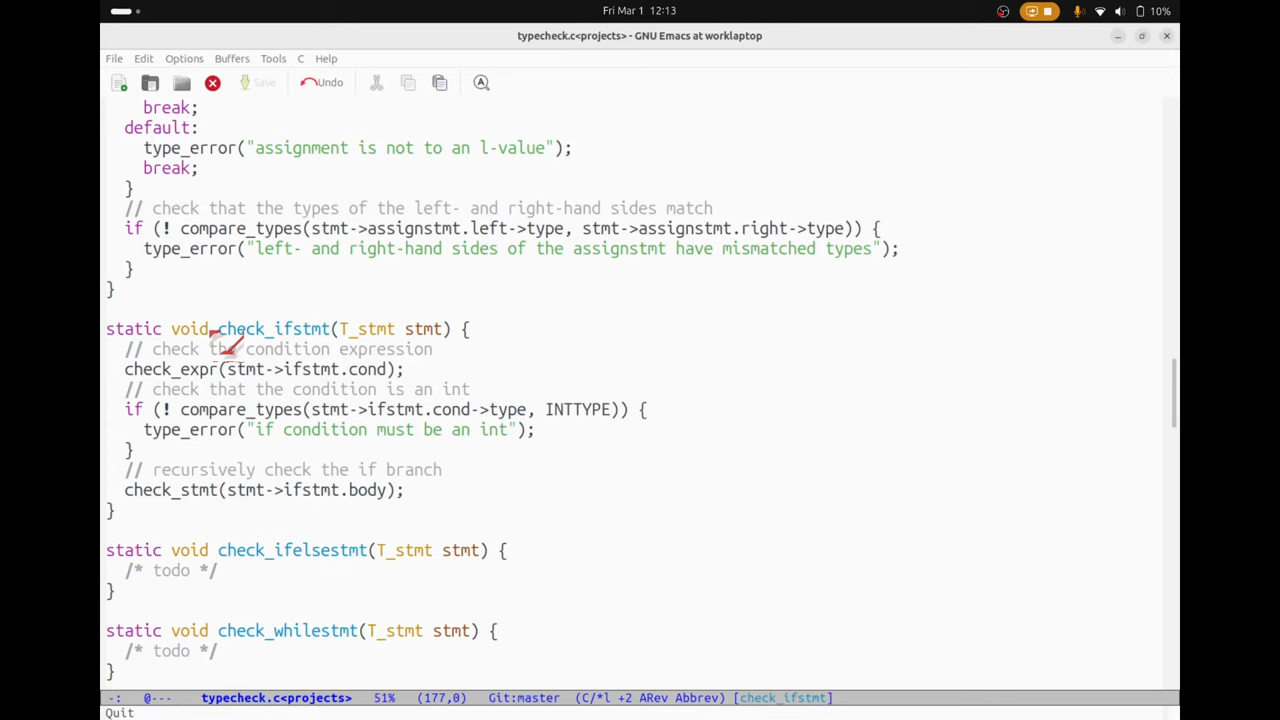 Fri Mar 1 12:13
10%
typecheck.c<projects> - GNU Emacs at worklaptop
File Edit Options Buffers Tools C Help
Save Undo
break;
default:
type_error("assignment is not to an l-value");
break;
}
// check that the types of the left- and right-hand sides match
if (! compare_types(stmt->assignstmt.left->type, stmt->assignstmt.right->type)) {
type_error("left- and right-hand sides of the assignstmt have mismatched types");
}
}
static void check_ifstmt(T_stmt stmt) {
// check the condition expression
check_expr(stmt->ifstmt.cond);
// check that the condition is an int
if (! compare_types(stmt->ifstmt.cond->type, INTTYPE)) {
type_error("if condition must be an int");
}
// recursively check the if branch
check_stmt(stmt->ifstmt.body);
}
static void check_ifelsestmt(T_stmt stmt) {
/* todo */
}
static void check_whilestmt(T_stmt stmt) {
/* todo */
}
-: @--- typecheck.c<projects> 51% (177,0) Git:master (C/*l +2 ARev Abbrev) [check_ifstmt]
Quit